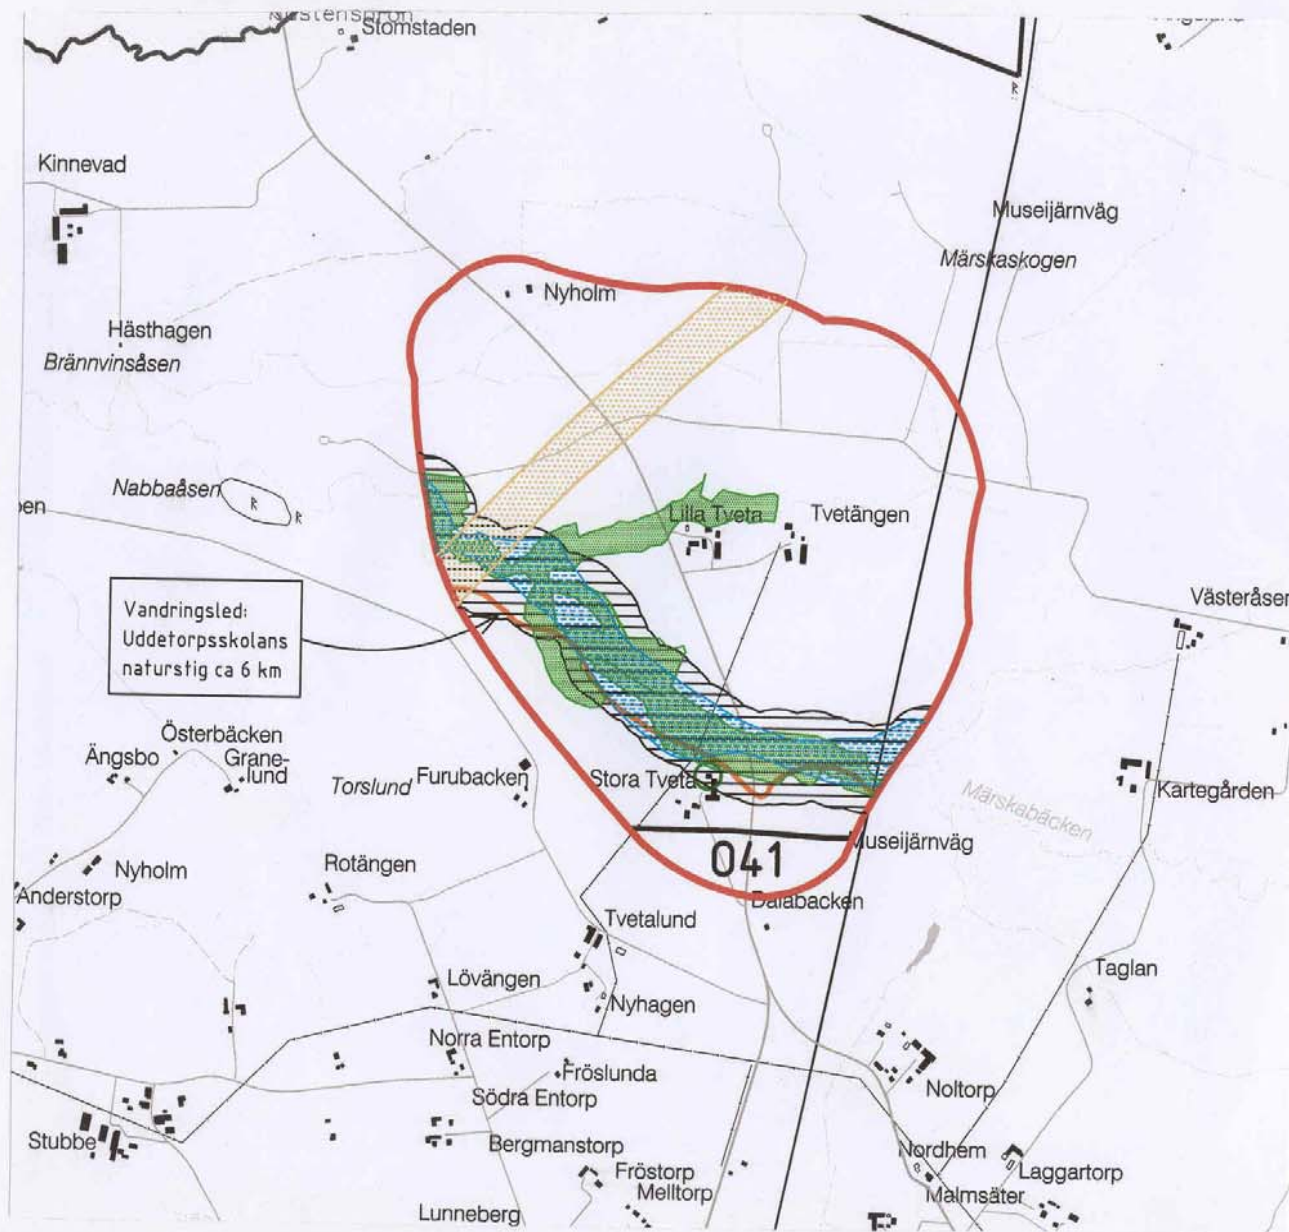 Stomstaden
Kinnevad
Museijärnväg
Märskaskogen
Nyholm
Hästhagen
Brännvinsåsen
Nabbaåsen
R
R
R
Lilla Tveta
Tvetängen
Vandringsled:
Uddetorpsskolans
naturstig ca 6 km
Västeråsen
Österbäcken
Ängsbo
Grane-
lund
Torslund
Furubacken
Stora Tveta
Kartegården
Märskabäcken
Museijärnväg
041
Nyholm
Rotängen
Anderstorp
Dalabacken
Tvetalund
Taglan
Lövängen
Nyhagen
Norra Entorp
Fröslunda
Södra Entorp
Noltorp
Stubbe
Bergmanstorp
Nordhem
Fröstorp
Laggartorp
Melltorp
Malmsäter
Lunneberg